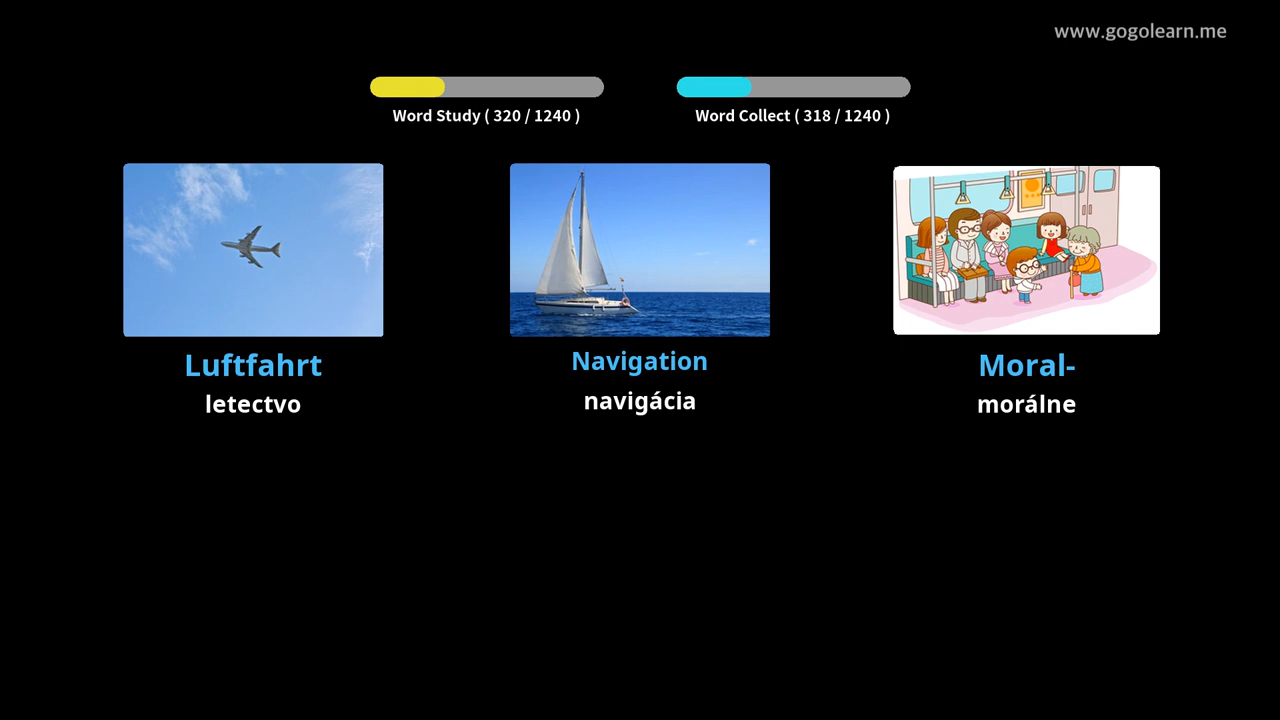 www.gogolearn.me
Word Study ( 320 / 1240 )
Word Collect ( 318 / 1240 )
Luftfahrt
letectvo
Navigation
navigácia
Moral-
morálne